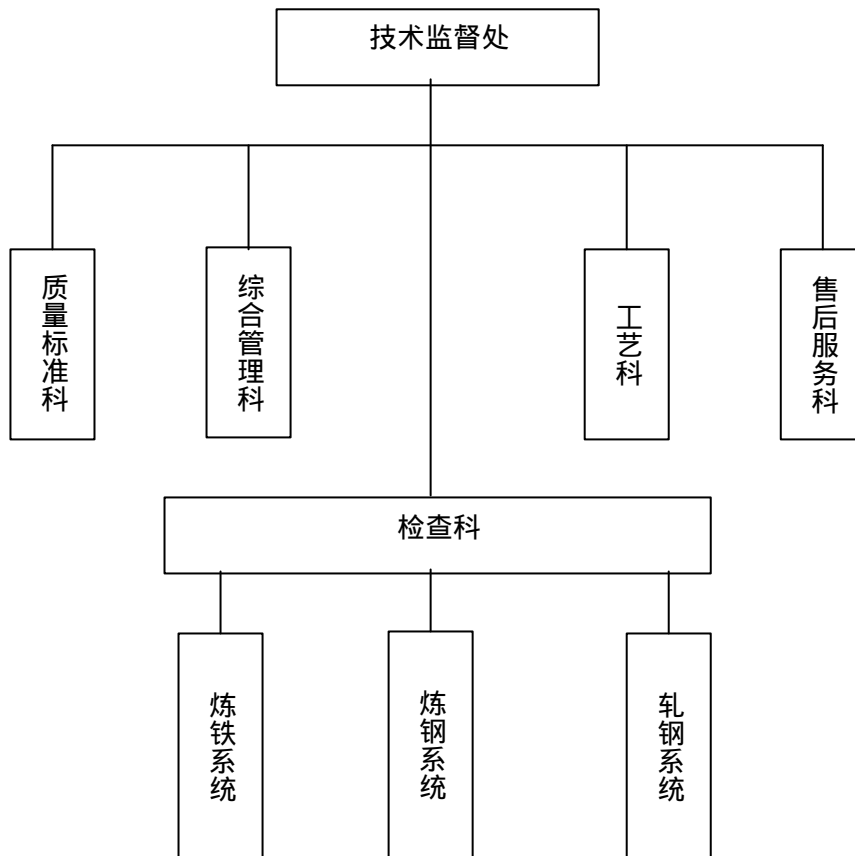 技术监督处
质量标准科
综合管理科
工艺科
售后服务科
检查科
炼铁系统
炼钢系统
轧钢系统